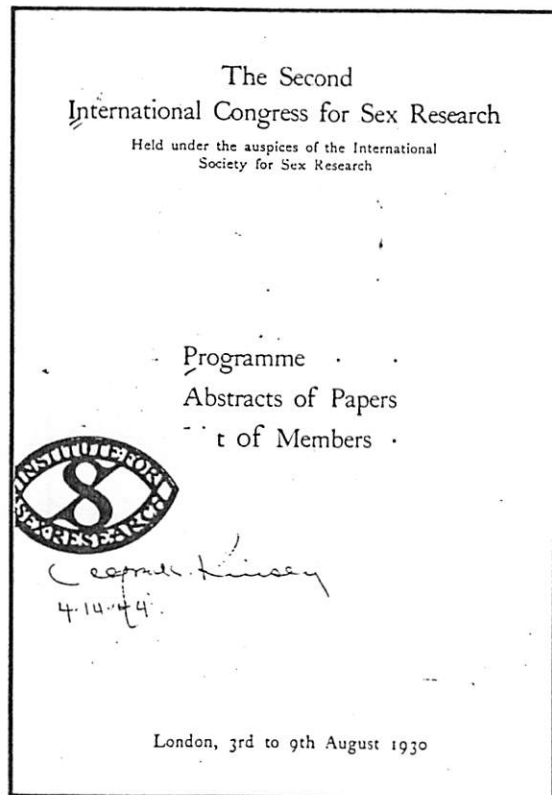 The Second
International Congress for Sex Research
Held under the auspices of the International
Society for Sex Research
Programme
Abstracts of Papers
t of Members
INSTITUTE FOR
SEX RESEARCH
Kinsey
4.14.44.
London, 3rd to 9th August 1930